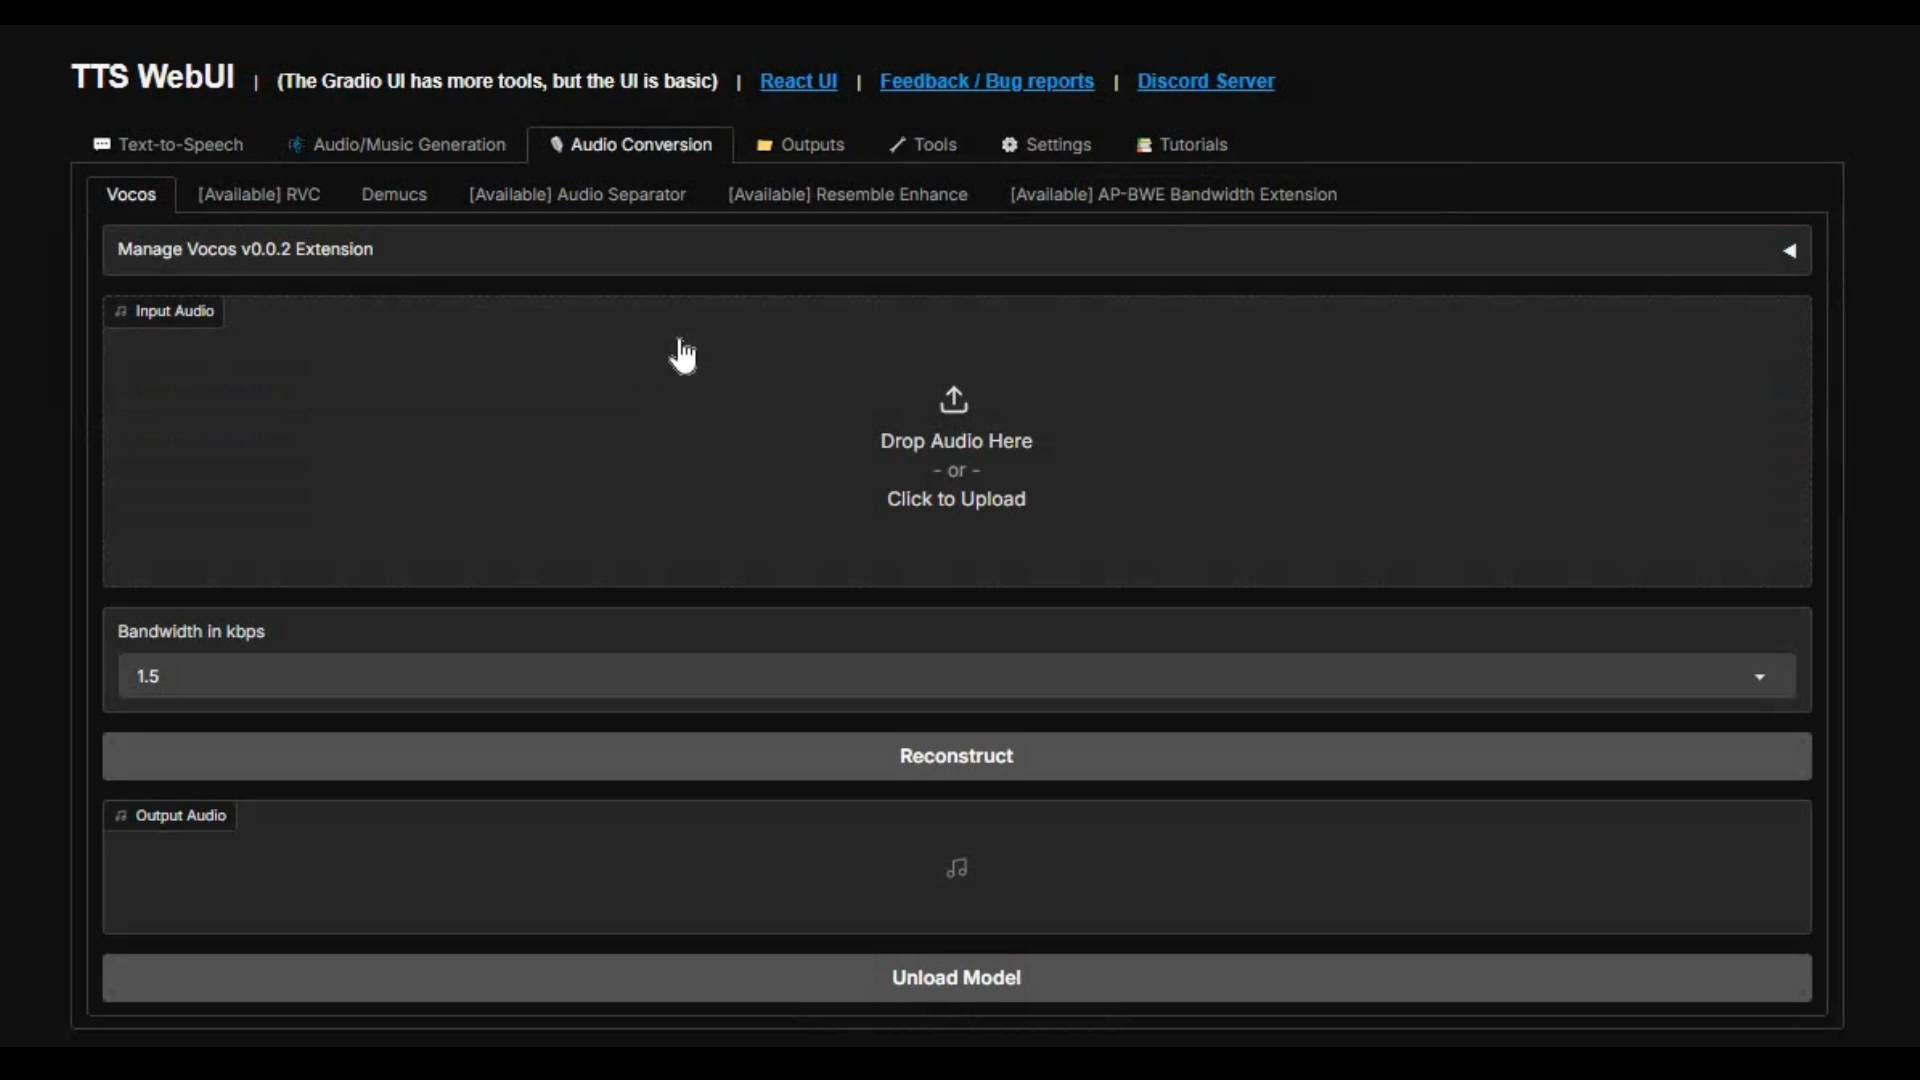 TTS WebUI | (The Gradio UI has more tools, but the UI is basic) | React UI | Feedback / Bug reports | Discord Server
Text-to-Speech Audio/Music Generation Audio Conversion Outputs Tools Settings Tutorials
Vocos [Available] RVC Demucs [Available] Audio Separator [Available] Resemble Enhance [Available] AP-BWE Bandwidth Extension
Manage Vocos v0.0.2 Extension
Input Audio
Drop Audio Here
- or -
Click to Upload
Bandwidth in kbps
1.5
Reconstruct
Output Audio
Unload Model